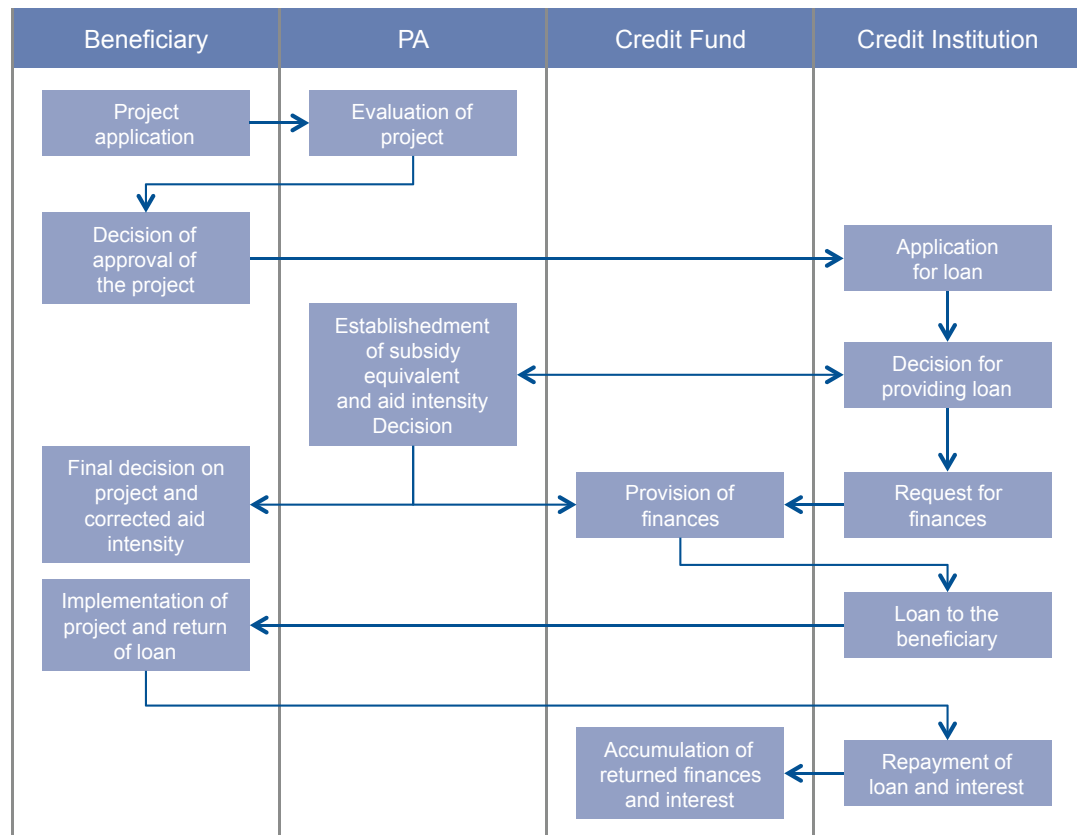 Beneficiary
PA
Credit Fund
Credit Institution
Project
application
Evaluation of
project
Decision of
approval of
the project
Application
for loan
Establishedment
of subsidy
equivalent
and aid intensity
Decision
Decision for
providing loan
Final decision on
project and
corrected aid
intensity
Provision of
finances
Request for
finances
Implementation of
project and return
of loan
Loan to the
beneficiary
Accumulation of
returned finances
and interest
Repayment of
loan and interest